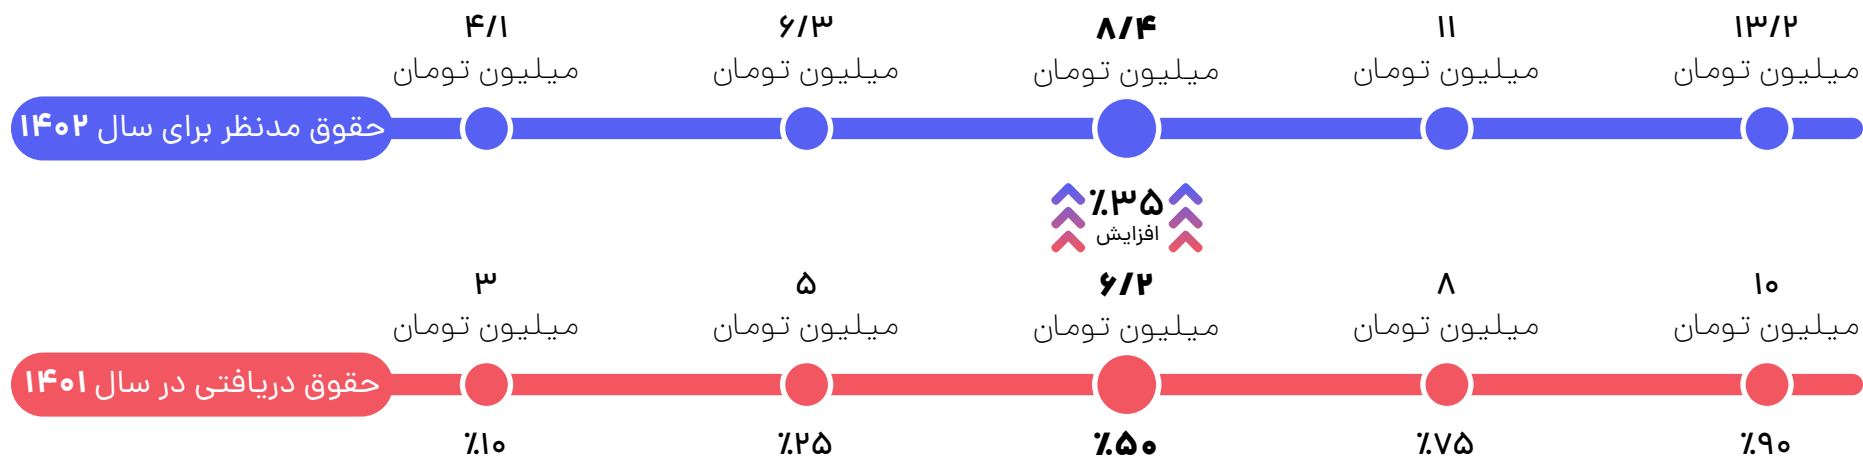 ۴/۱
میلیون تومان
۶/۳
میلیون تومان
۸/۴
میلیون تومان
۱۱
میلیون تومان
۱۳/۲
میلیون تومان
حقوق مدنظر برای سال ۱۴۰۲
٪۳۵
افزایش
۳
میلیون تومان
۵
میلیون تومان
۶/۲
میلیون تومان
۸
میلیون تومان
۱۰
میلیون تومان
حقوق دریافتی در سال ۱۴۰۱
٪۱۰
٪۲۵
٪۵۰
٪۷۵
٪۹۰